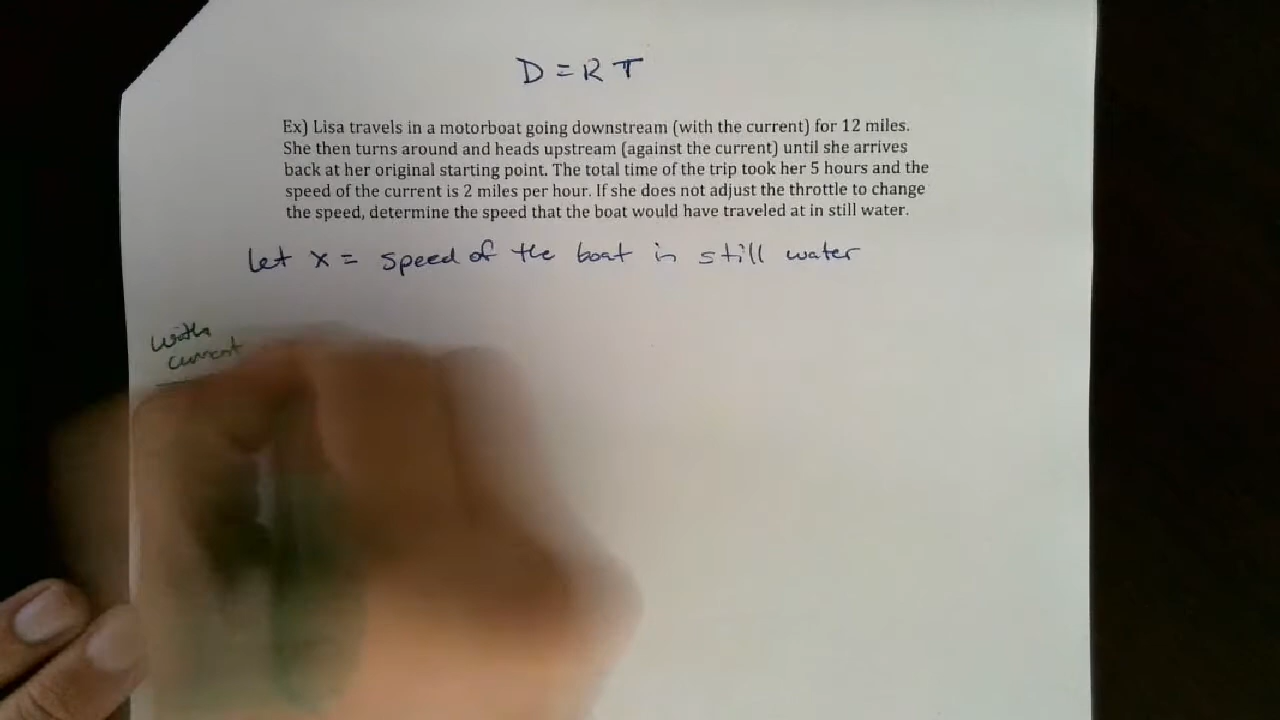 D = R T
Ex) Lisa travels in a motorboat going downstream (with the current) for 12 miles.
She then turns around and heads upstream (against the current) until she arrives
back at her original starting point. The total time of the trip took her 5 hours and the
speed of the current is 2 miles per hour. If she does not adjust the throttle to change
the speed, determine the speed that the boat would have traveled at in still water.
Let x = speed of the boat in still water
with
current